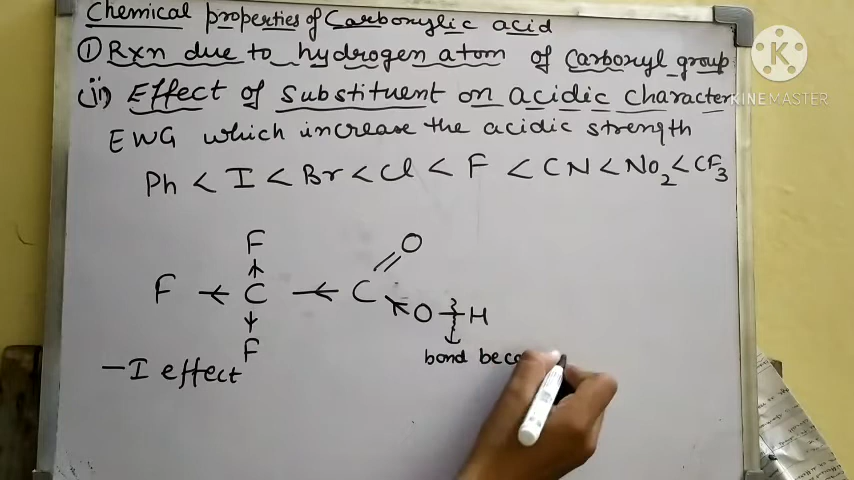 Chemical properties of Carboxylic acid
① Rxn due to hydrogen atom of Carboxyl group
(ii) Effect of substituent on acidic character
KINEMASTER
EWG which increase the acidic strength
Ph < I < Br < Cl < F < CN < NO₂ < CF₃
F O
F C C
O H
F
bond beco
-I effect